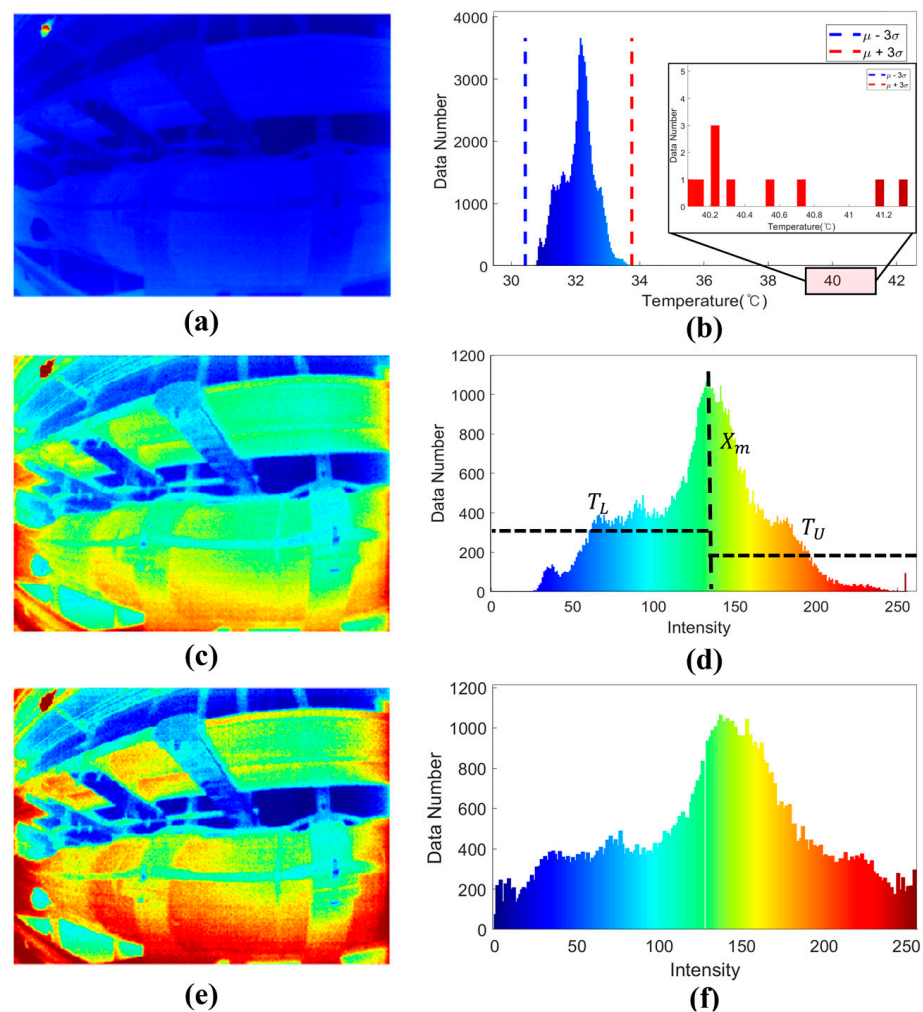 4000
3000
2000
1000
0
Data Number
30 32 34 36 38 40 42
Temperature(℃)
μ - 3σ
μ + 3σ
5
4
3
2
1
0
Data Number
40.2 40.4 40.6 40.8 41 41.2
Temperature(℃)
μ - 3σ
μ + 3σ
(a)
(b)
1200
1000
800
600
400
200
0
Data Number
0 50 100 150 200 250
Intensity
T_L
X_m
T_U
(c)
(d)
1200
1000
800
600
400
200
0
Data Number
0 50 100 150 200 250
Intensity
(e)
(f)